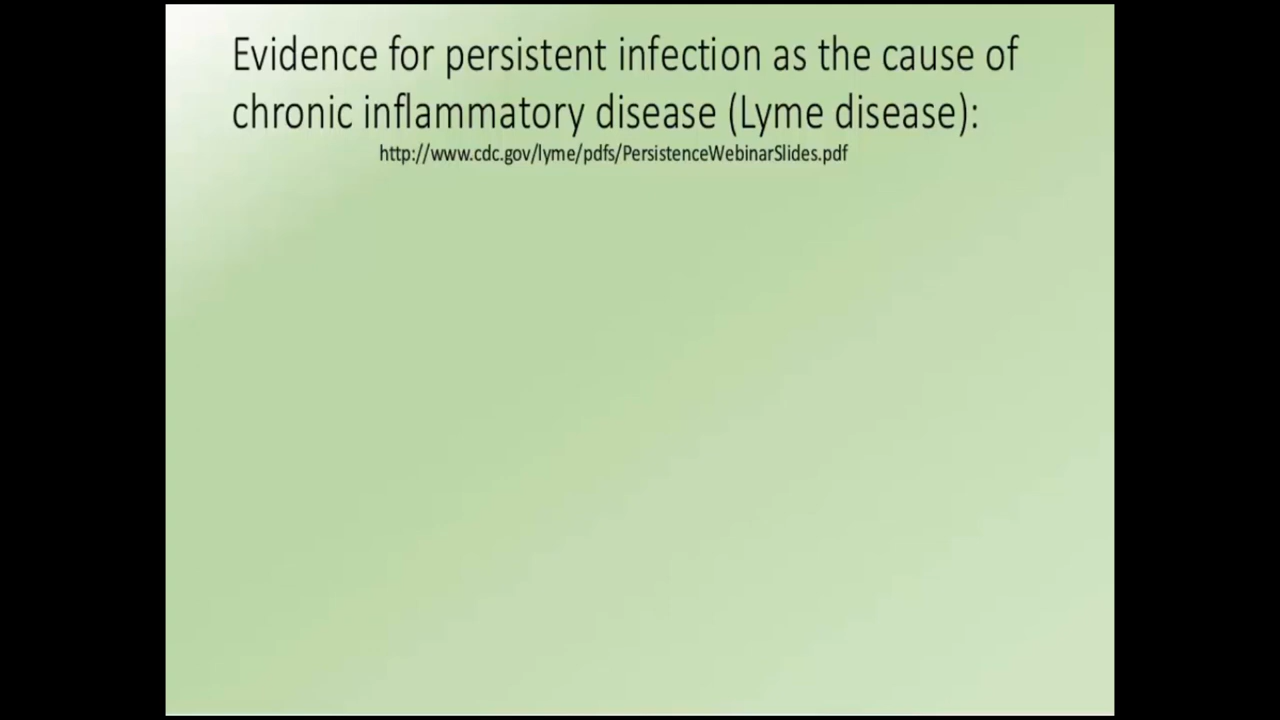 Evidence for persistent infection as the cause of
chronic inflammatory disease (Lyme disease):
http://www.cdc.gov/lyme/pdfs/PersistenceWebinarSlides.pdf